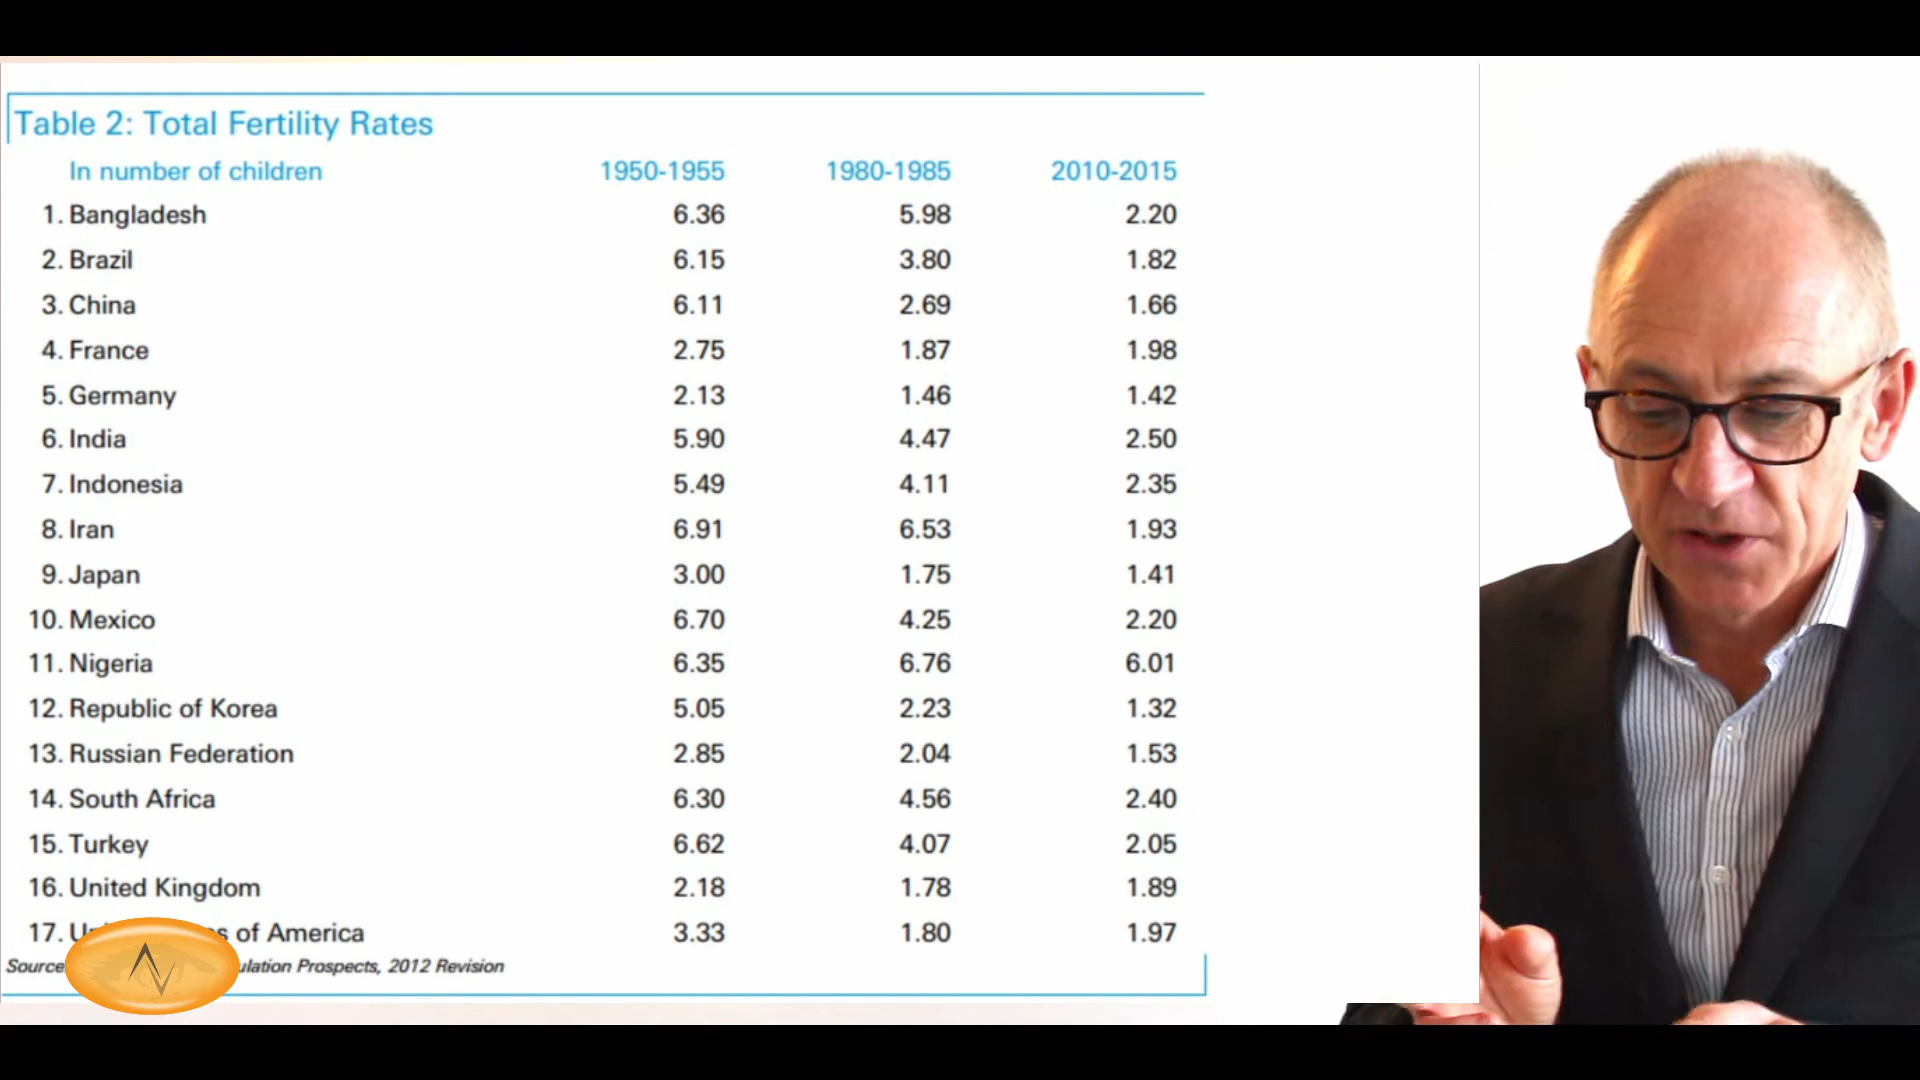 Table 2: Total Fertility Rates
In number of children 1950-1955 1980-1985 2010-2015
1. Bangladesh 6.36 5.98 2.20
2. Brazil 6.15 3.80 1.82
3. China 6.11 2.69 1.66
4. France 2.75 1.87 1.98
5. Germany 2.13 1.46 1.42
6. India 5.90 4.47 2.50
7. Indonesia 5.49 4.11 2.35
8. Iran 6.91 6.53 1.93
9. Japan 3.00 1.75 1.41
10. Mexico 6.70 4.25 2.20
11. Nigeria 6.35 6.76 6.01
12. Republic of Korea 5.05 2.23 1.32
13. Russian Federation 2.85 2.04 1.53
14. South Africa 6.30 4.56 2.40
15. Turkey 6.62 4.07 2.05
16. United Kingdom 2.18 1.78 1.89
17. of America 3.33 1.80 1.97
Source Prospects, 2012 Revision